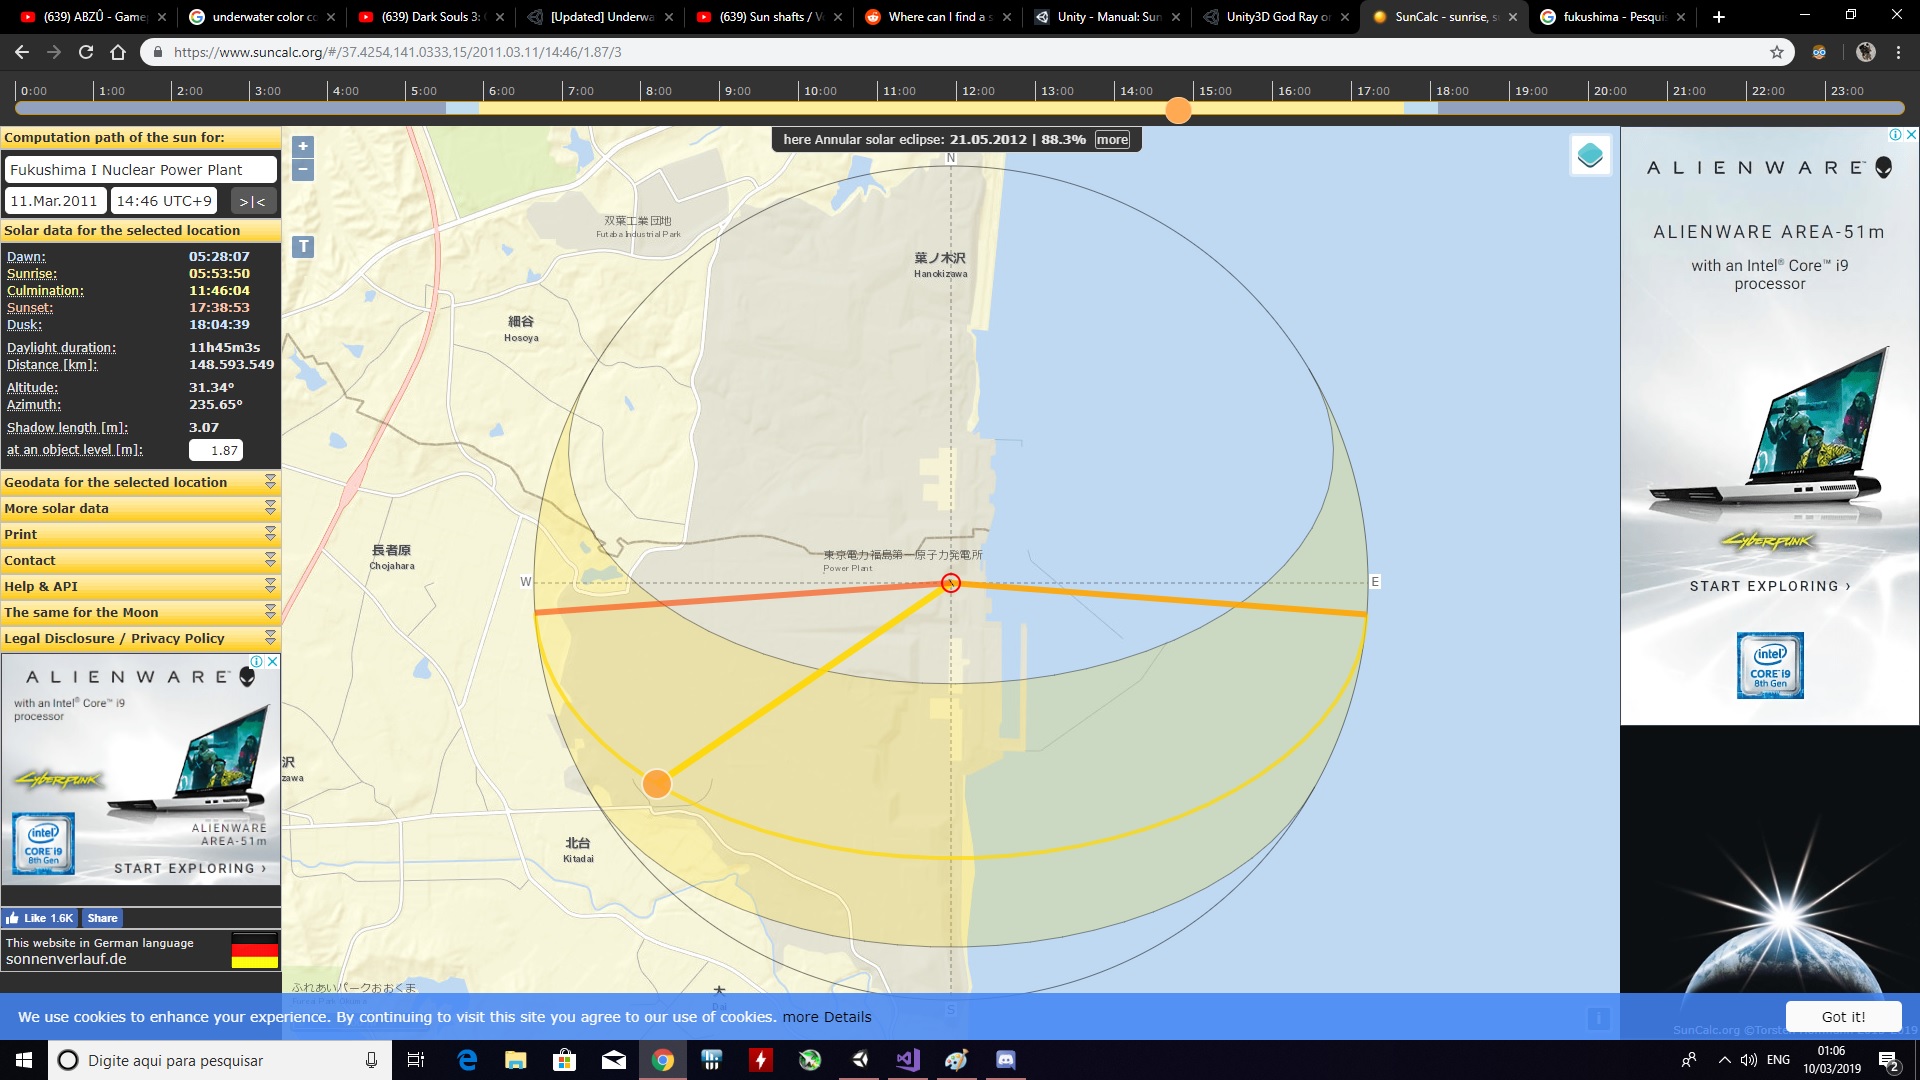 (639) ABZÛ - Game
underwater color co
(639) Dark Souls 3:
[Updated] Underwa
(639) Sun shafts / V
Where can I find a s
Unity - Manual: Sun
Unity3D God Ray or
SunCalc - sunrise, s
fukushima - Pesqui
https://www.suncalc.org/#/37.4254,141.0333,15/2011.03.11/14:46/1.87/3
0:00 1:00 2:00 3:00 4:00 5:00 6:00 7:00 8:00 9:00 10:00 11:00 12:00 13:00 14:00 15:00 16:00 17:00 18:00 19:00 20:00 21:00 22:00 23:00
Computation path of the sun for:
Fukushima I Nuclear Power Plant
11.Mar.2011 14:46 UTC+9 >|<
Solar data for the selected location
Dawn: 05:28:07
Sunrise: 05:53:50
Culmination: 11:46:04
Sunset: 17:38:53
Dusk: 18:04:39
Daylight duration: 11h45m3s
Distance [km]: 148.593.549
Altitude: 31.34°
Azimuth: 235.65°
Shadow length [m]: 3.07
at an object level [m]: 1.87
Geodata for the selected location
More solar data
Print
Contact
Help & API
The same for the Moon
Legal Disclosure / Privacy Policy
ALIENWARE
with an Intel® Core™ i9
processor
Cyberpunk
intel
CORE i9
8th Gen
ALIENWARE
AREA-51m
START EXPLORING ›
Like 1.6K Share
This website in German language
sonnenverlauf.de
+
−
T
here Annular solar eclipse: 21.05.2012 | 88.3% more
N
双葉工業団地
Futaba Industrial Park
葉ノ木沢
Hanokizawa
細谷
Hosoya
長者原
Chojahara
東京電力福島第一原子力発電所
Power Plant
W
E
沢
zawa
北台
Kitadai
ふれあいパークおおくま
大
S
ALIENWARE
ALIENWARE AREA-51m
with an Intel® Core™ i9
processor
Cyberpunk
START EXPLORING ›
intel
CORE i9
8th Gen
We use cookies to enhance your experience. By continuing to visit this site you agree to our use of cookies. more Details
Got it!
Digite aqui para pesquisar
ENG
01:06
10/03/2019
2